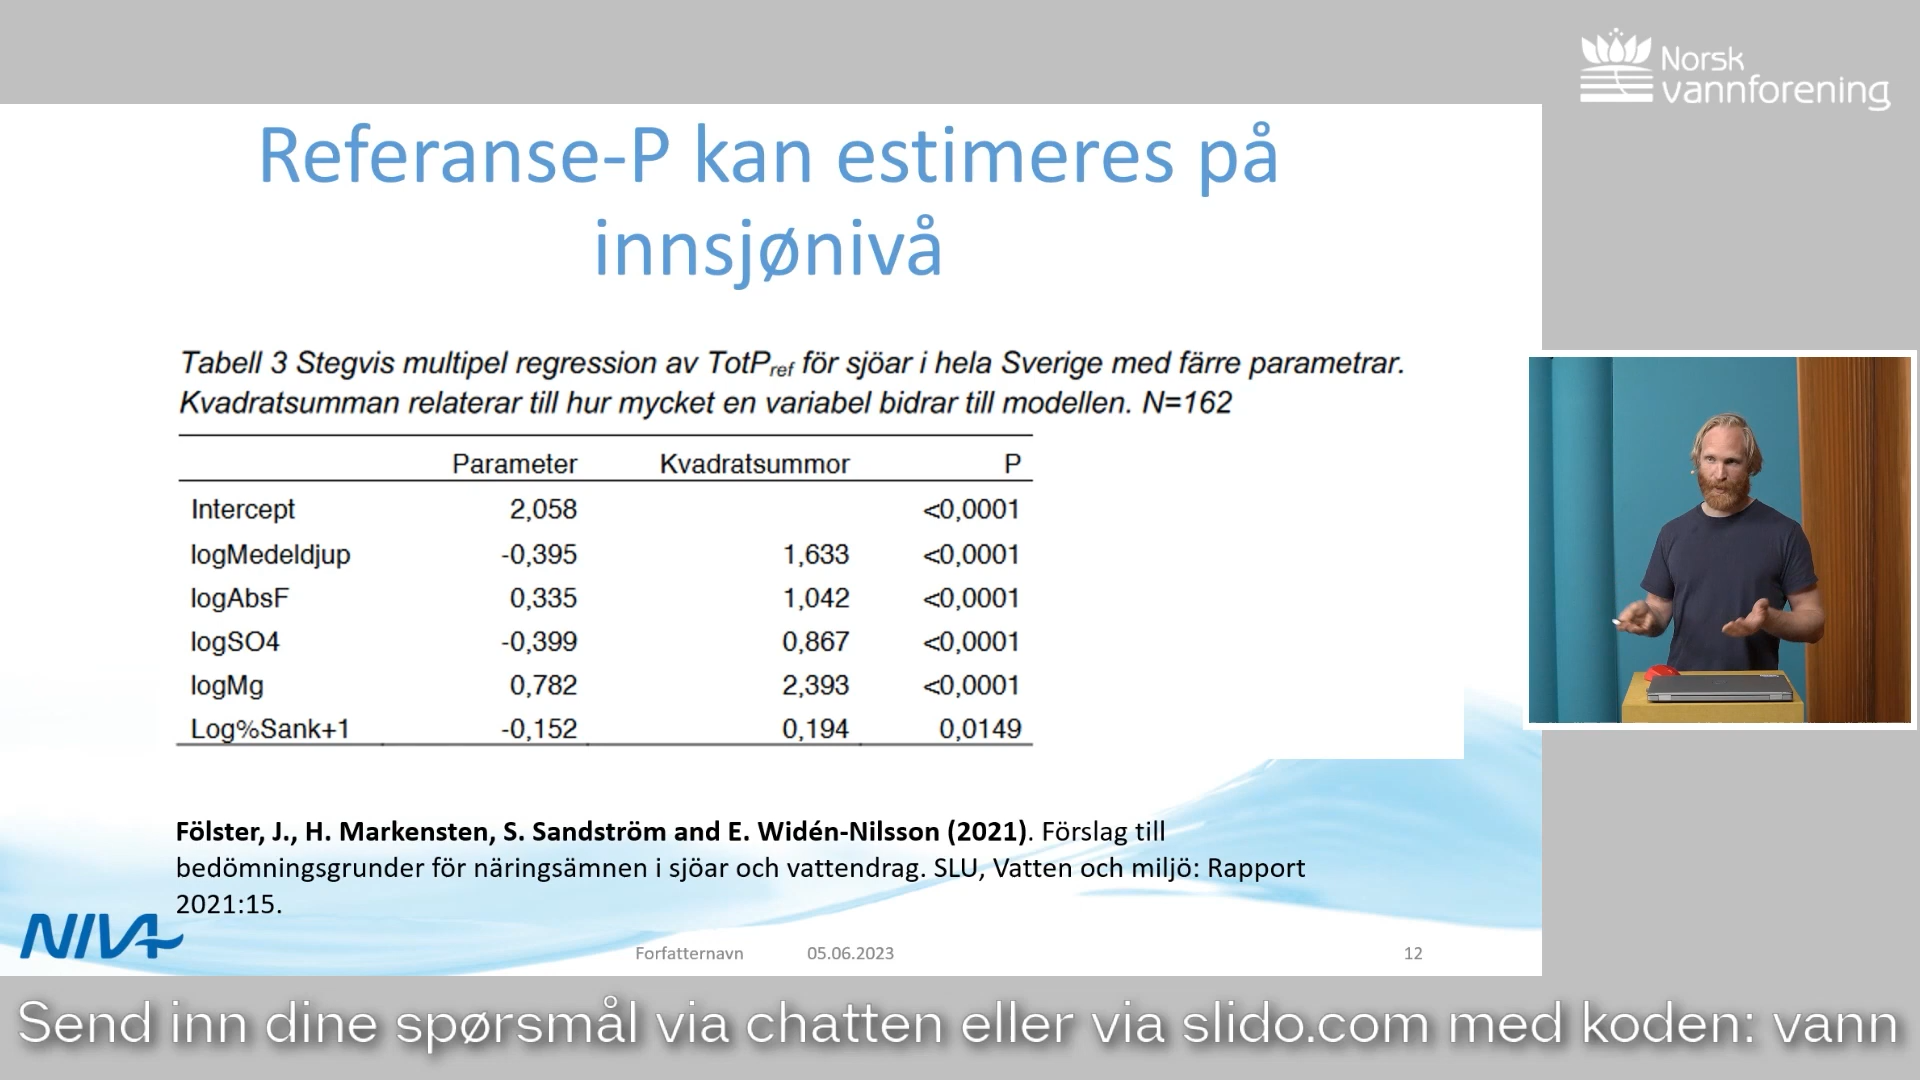 Norsk
vannforening
Referanse-P kan estimeres på
innsjønivå
Tabell 3 Stegvis multipel regression av TotPref för sjöar i hela Sverige med färre parametrar.
Kvadratsumman relaterar till hur mycket en variabel bidrar till modellen. N=162
Parameter Kvadratsummor P
Intercept 2,058 <0,0001
logMedeldjup -0,395 1,633 <0,0001
logAbsF 0,335 1,042 <0,0001
logSO4 -0,399 0,867 <0,0001
logMg 0,782 2,393 <0,0001
Log%Sank+1 -0,152 0,194 0,0149
Fölster, J., H. Markensten, S. Sandström and E. Widén-Nilsson (2021). Förslag till
bedömningsgrunder för näringsämnen i sjöar och vattendrag. SLU, Vatten och miljö: Rapport
2021:15.
NIVA
Forfatternavn 05.06.2023 12
Send inn dine spørsmål via chatten eller via slido.com med koden: vann